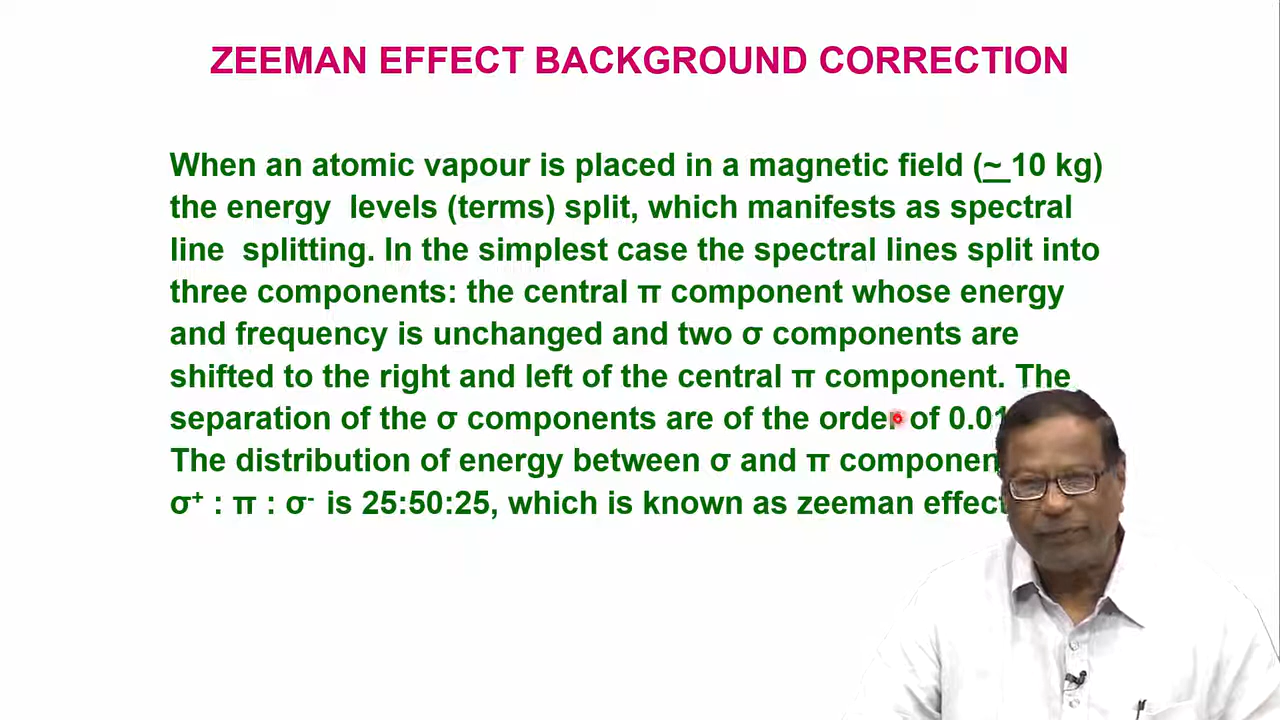 ZEEMAN EFFECT BACKGROUND CORRECTION
When an atomic vapour is placed in a magnetic field (~ 10 kg)
the energy levels (terms) split, which manifests as spectral
line splitting. In the simplest case the spectral lines split into
three components: the central π component whose energy
and frequency is unchanged and two σ components are
shifted to the right and left of the central π component. The
separation of the σ components are of the order of 0.01
The distribution of energy between σ and π
σ⁺ : π : σ⁻ is 25:50:25, which is known as zeeman effect